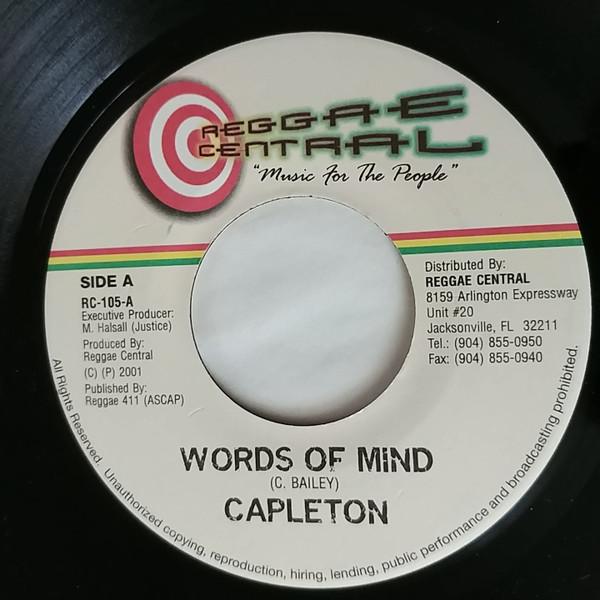 REGGAE
CENTRAL
"Music For The People"
SIDE A
RC-105-A
Executive Producer:
M. Halsall (Justice)
Produced By:
Reggae Central
(C) (P) 2001
Published By:
Reggae 411 (ASCAP)
Distributed By:
REGGAE CENTRAL
8159 Arlington Expressway
Unit #20
Jacksonville, FL 32211
Tel.: (904) 855-0950
Fax: (904) 855-0940
WORDS OF MiND
(C. BAILEY)
CAPLETON
All Rights Reserved. Unauthorized copying, reproduction, hiring, lending, public performance and broadcasting prohibited.